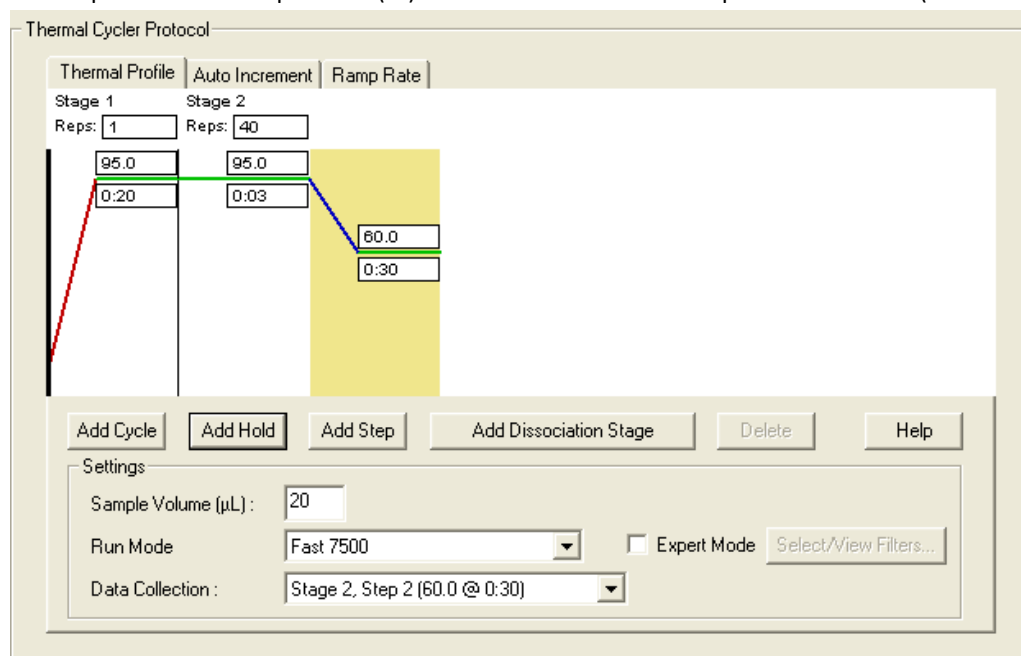 Thermal Cycler Protocol
Thermal Profile Auto Increment Ramp Rate
Stage 1 Stage 2
Reps: 1 Reps: 40
95.0 95.0
0:20 0:03
60.0
0:30
Add Cycle Add Hold Add Step Add Dissociation Stage Delete Help
Settings
Sample Volume (µL) : 20
Run Mode Fast 7500 Expert Mode Select/View Filters...
Data Collection : Stage 2, Step 2 (60.0 @ 0:30)